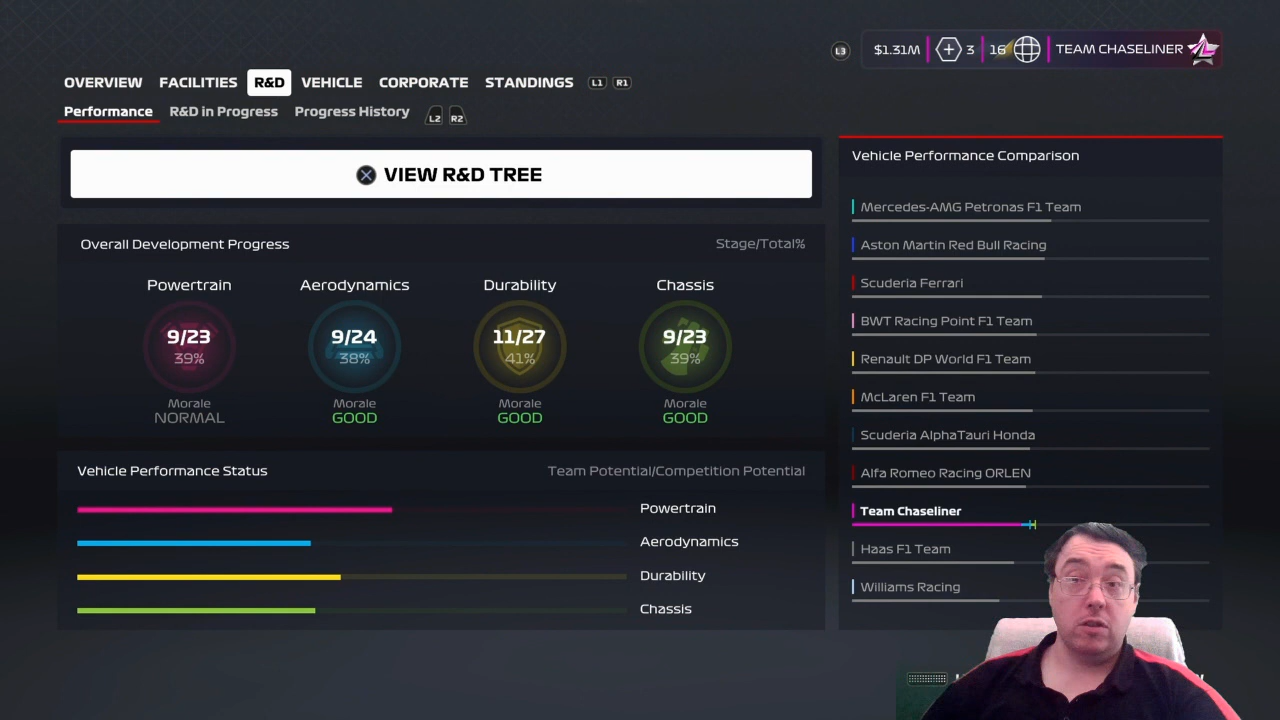 L3 $1.31M 3 16 TEAM CHASELINER
OVERVIEW FACILITIES R&D VEHICLE CORPORATE STANDINGS L1 R1
Performance R&D in Progress Progress History L2 R2
VIEW R&D TREE
Overall Development Progress Stage/Total%
Powertrain Aerodynamics Durability Chassis
9/23 9/24 11/27 9/23
39% 38% 41% 39%
Morale Morale Morale Morale
NORMAL GOOD GOOD GOOD
Vehicle Performance Status Team Potential/Competition Potential
Powertrain
Aerodynamics
Durability
Chassis
Vehicle Performance Comparison
Mercedes-AMG Petronas F1 Team
Aston Martin Red Bull Racing
Scuderia Ferrari
BWT Racing Point F1 Team
Renault DP World F1 Team
McLaren F1 Team
Scuderia AlphaTauri Honda
Alfa Romeo Racing ORLEN
Team Chaseliner
Haas F1 Team
Williams Racing